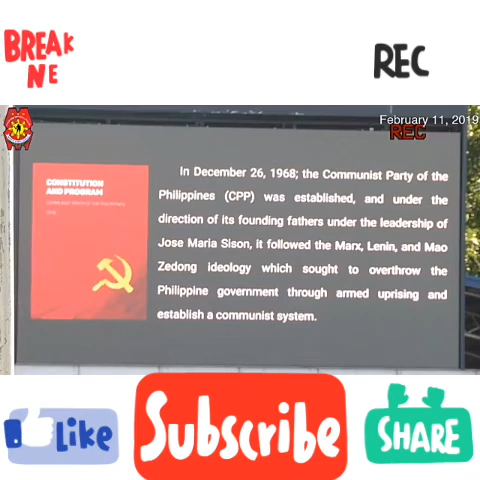 BREAK
NE
REC
February 11, 2019
REC
CONSTITUTION
AND PROGRAM
In December 26, 1968; the Communist Party of the
Philippines (CPP) was established, and under the
direction of its founding fathers under the leadership of
Jose Maria Sison, it followed the Marx, Lenin, and Mao
Zedong ideology which sought to overthrow the
Philippine government through armed uprising and
establish a communist system.
Like
Subscribe
SHARE